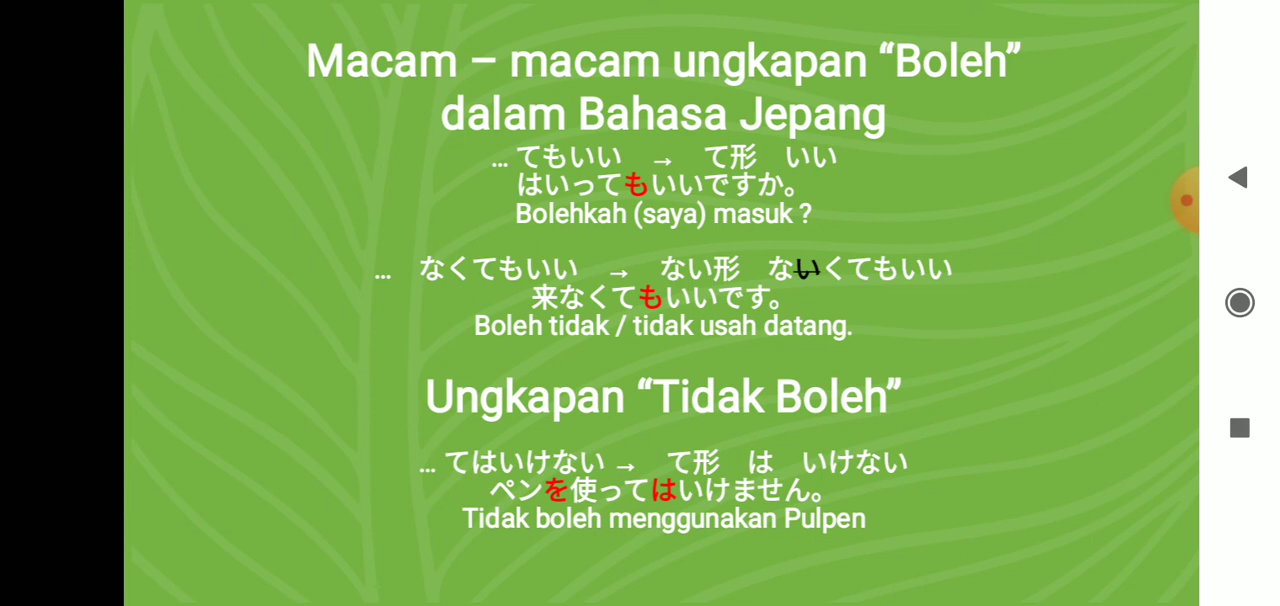 Macam – macam ungkapan “Boleh”
dalam Bahasa Jepang
... てもいい → て形 いい
はいってもいいですか。
Bolehkah (saya) masuk ?
... なくてもいい → ない形 ないくてもいい
来なくてもいいです。
Boleh tidak / tidak usah datang.
Ungkapan “Tidak Boleh”
... てはいけない → て形 は いけない
ペンを使ってはいけません。
Tidak boleh menggunakan Pulpen